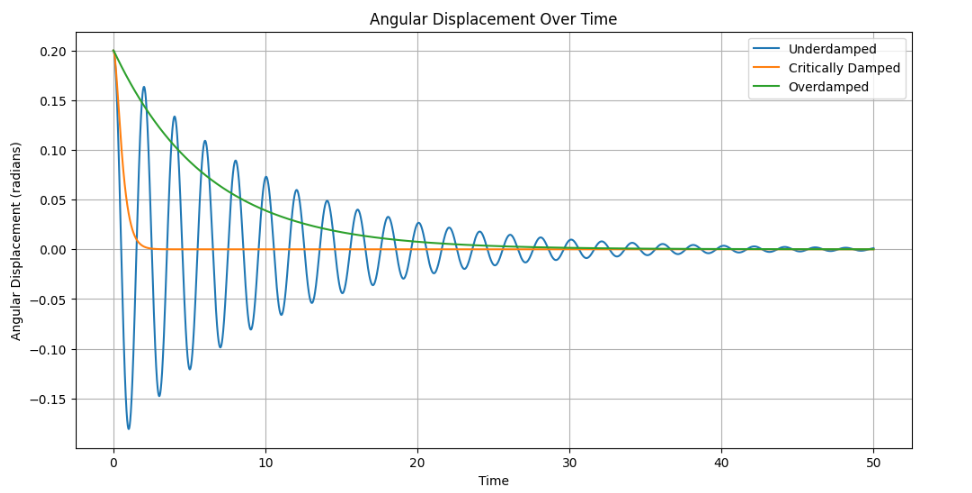 Angular Displacement Over Time
Underdamped
Critically Damped
Overdamped
Angular Displacement (radians)
0.20
0.15
0.10
0.05
0.00
−0.05
−0.10
−0.15
0 10 20 30 40 50
Time